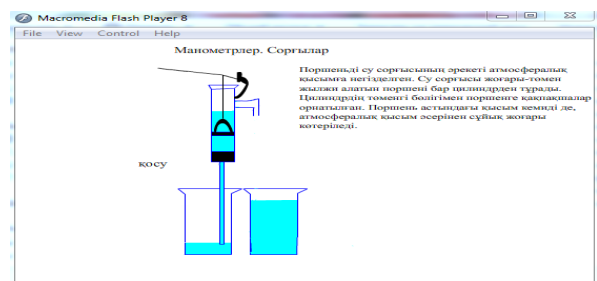 Macromedia Flash Player 8
File View Control Help
Манометрлер. Сорғылар
Поршеньді су сорғысының әрекеті атмосфералық
қысымға негізделген. Су сорғысы жоғары-төмен
жылжи алатын поршені бар цилиндрден тұрады.
Цилиндрдің төменгі бөлігімен поршенге қақпақшалар
орнатылған. Поршень астындағы қысым кемиді де,
атмосфералық қысым әсерінен сұйық жоғары
көтеріледі.
қосу